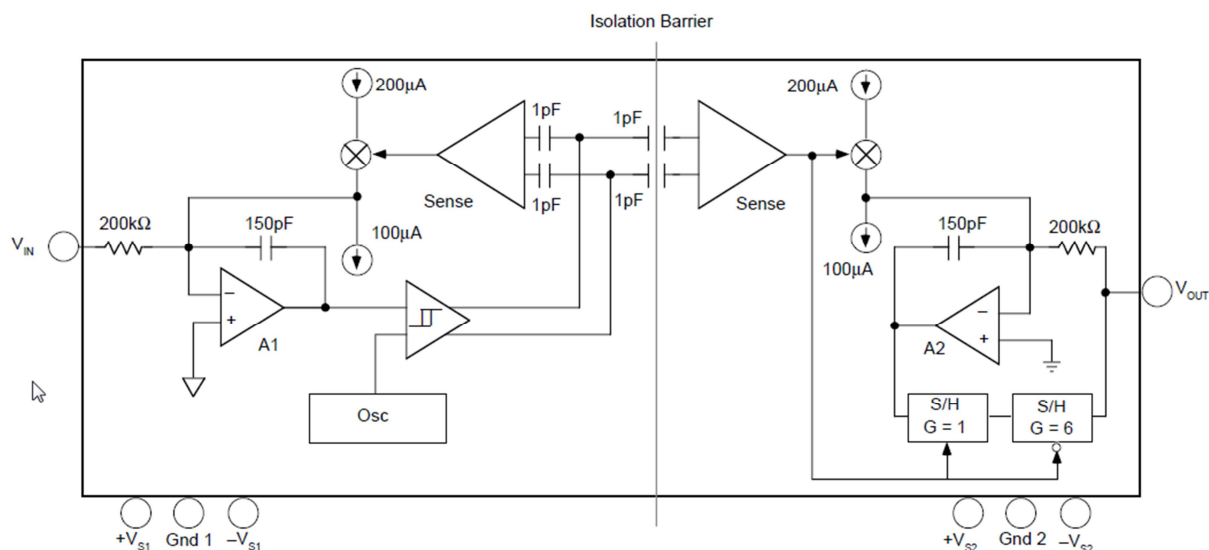 Isolation Barrier
200µA
200µA
1pF
1pF
1pF
1pF
Sense
Sense
200kΩ
150pF
100µA
150pF
200kΩ
100µA
V_IN
V_OUT
−
+
A1
−
+
A2
Osc
S/H
G = 1
S/H
G = 6
+V_S1
Gnd 1
−V_S1
+V_S2
Gnd 2
−V_S2